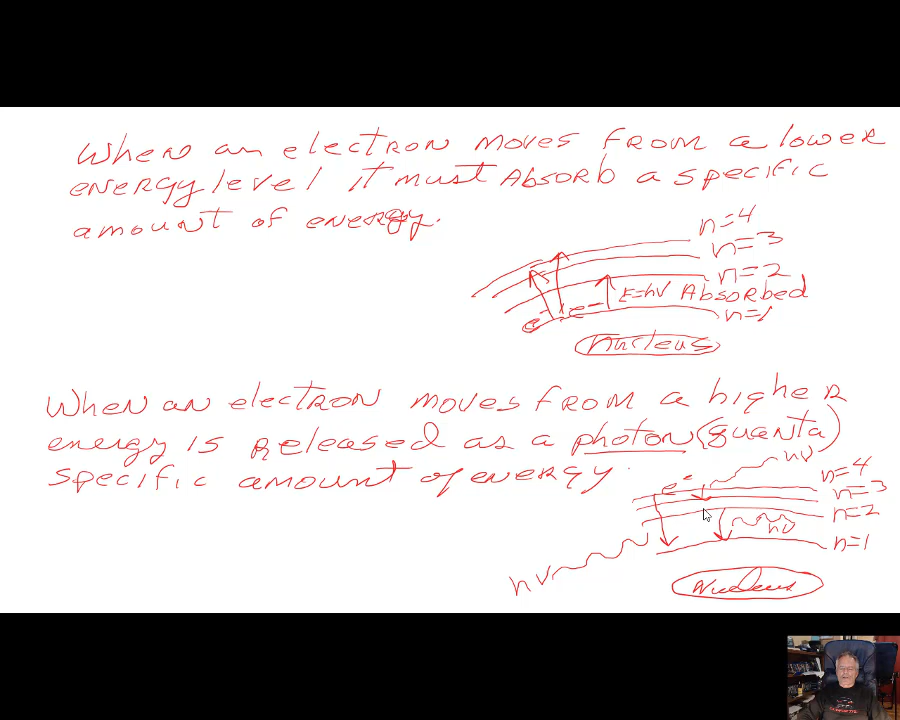 When an electron moves from a lower
energy level it must absorb a specific
amount of energy.
n=4
n=3
n=2
E=hν Absorbed
e⁻ e⁻
n=1
nucleus
When an electron moves from a higher
energy is released as a photon (quanta)
specific amount of energy.
hν
n=4
e⁻
n=3
n=2
hν
n=1
hν
Nucleus